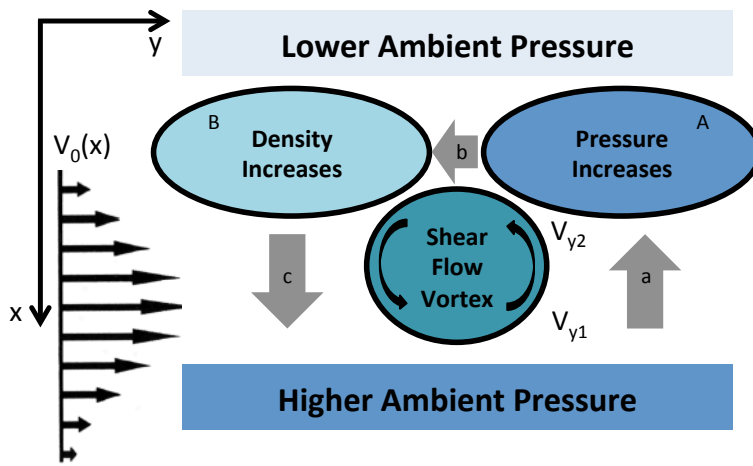 y
Lower Ambient Pressure
B
Density
Increases
b
A
Pressure
Increases
V0(x)
Shear
Flow
Vortex
Vy2
Vy1
c
a
x
Higher Ambient Pressure